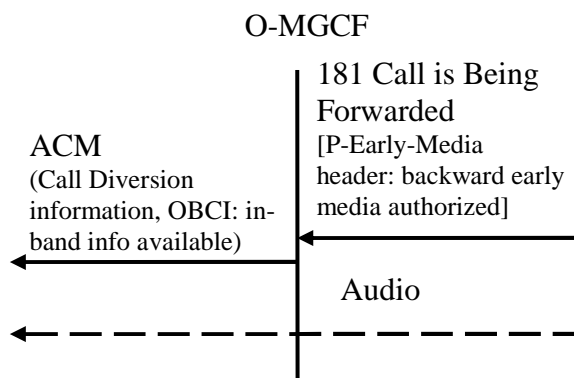 O-MGCF
181 Call is Being
Forwarded
[P-Early-Media
header: backward early
media authorized]
ACM
(Call Diversion
information, OBCI: in-
band info available)
Audio